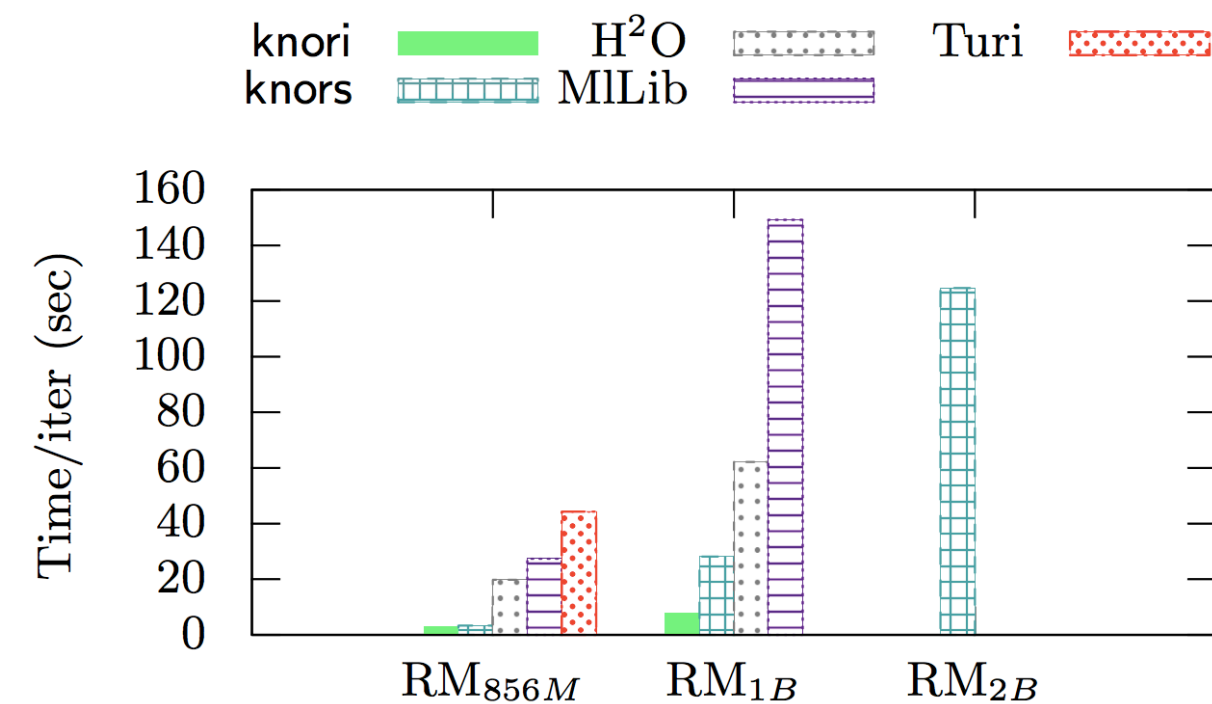 knori H²O Turi
knors MlLib
160
140
120
100
80
60
40
20
0
Time/iter (sec)
RM₈₅₆M RM₁B RM₂B